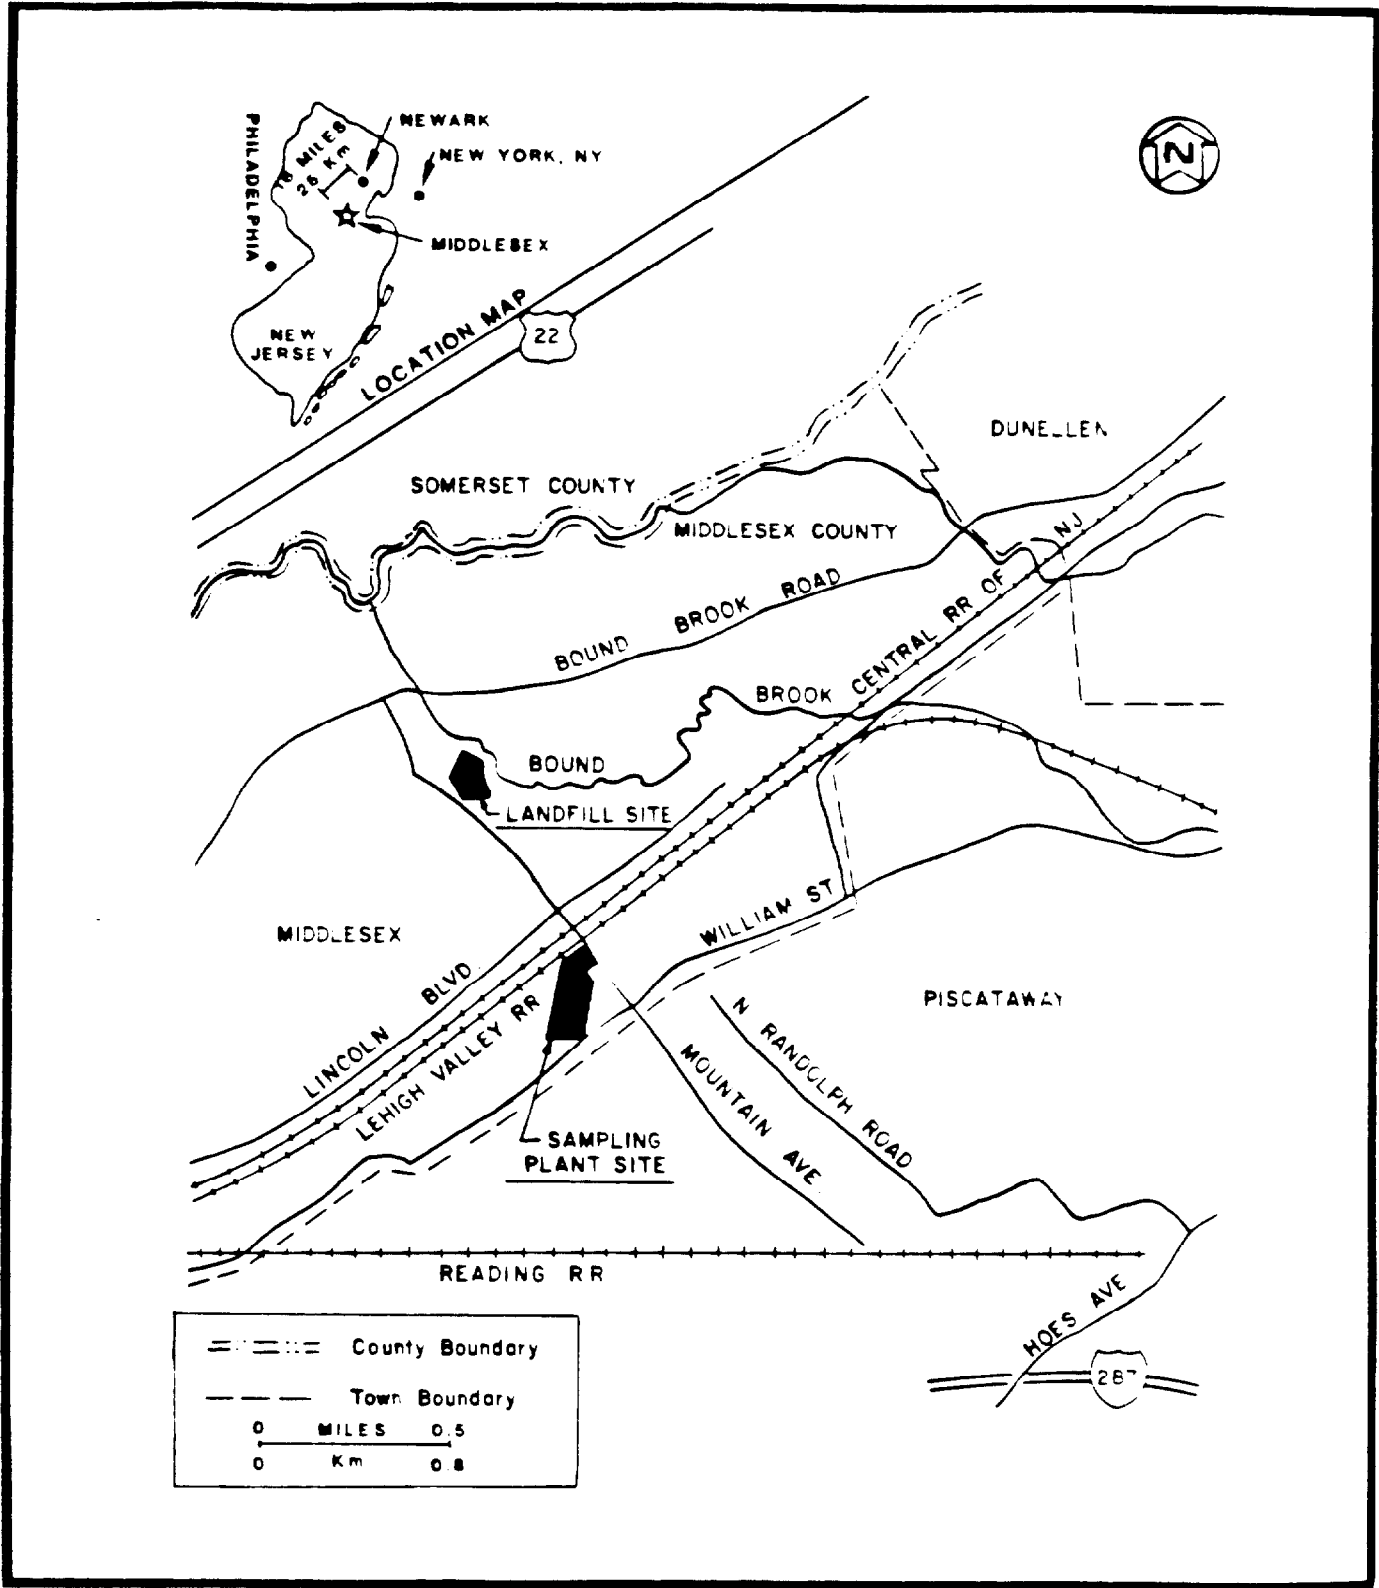 NEWARK
NEW YORK, NY
PHILADELPHIA
MILES
25 Km
MIDDLESEX
NEW
JERSEY
LOCATION MAP
N
22
DUNELLEN
SOMERSET COUNTY
MIDDLESEX COUNTY
BOUND BROOK ROAD
CENTRAL RR OF NJ
BOUND BROOK
LANDFILL SITE
MIDDLESEX
WILLIAM ST
PISCATAWAY
LINCOLN BLVD
LEHIGH VALLEY RR
N RANDOLPH ROAD
MOUNTAIN AVE
SAMPLING
PLANT SITE
READING RR
HOES AVE
287
County Boundary
Town Boundary
0 MILES 0.5
0 Km 0.8